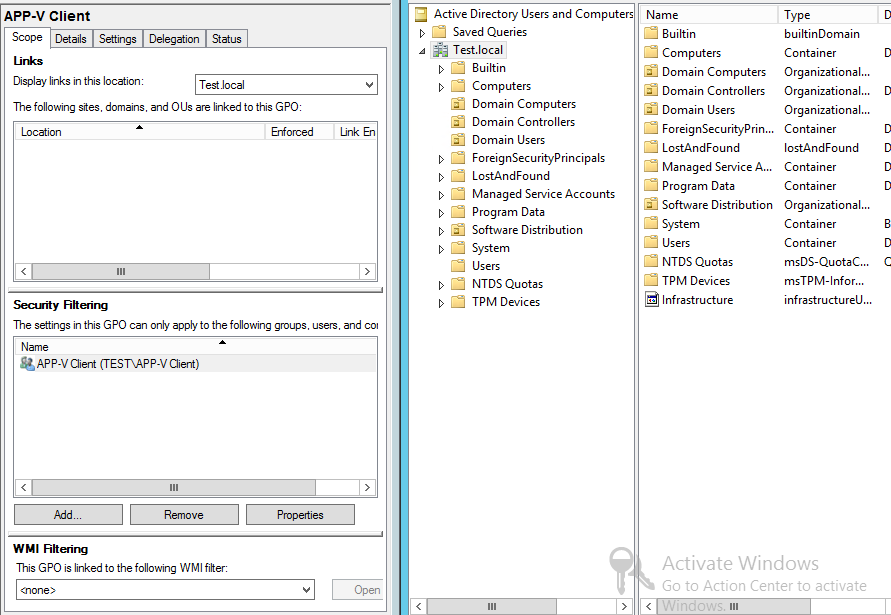 APP-V Client
Scope Details Settings Delegation Status
Links
Display links in this location: Test.local
The following sites, domains, and OUs are linked to this GPO:
Location Enforced Link En
Security Filtering
The settings in this GPO can only apply to the following groups, users, and co
Name
APP-V Client (TEST\APP-V Client)
Add... Remove Properties
WMI Filtering
This GPO is linked to the following WMI filter:
<none> Open
Active Directory Users and Computers
Saved Queries
Test.local
Builtin
Computers
Domain Computers
Domain Controllers
Domain Users
ForeignSecurityPrincipals
LostAndFound
Managed Service Accounts
Program Data
Software Distribution
System
Users
NTDS Quotas
TPM Devices
Name Type D
Builtin builtinDomain
Computers Container D
Domain Computers Organizational...
Domain Controllers Organizational... D
Domain Users Organizational...
ForeignSecurityPrin... Container D
LostAndFound lostAndFound D
Managed Service A... Container D
Program Data Container D
Software Distribution Organizational...
System Container B
Users Container D
NTDS Quotas msDS-QuotaC... Q
TPM Devices msTPM-Infor...
Infrastructure infrastructureU...
Activate Windows
Go to Action Center to activate
Windows.